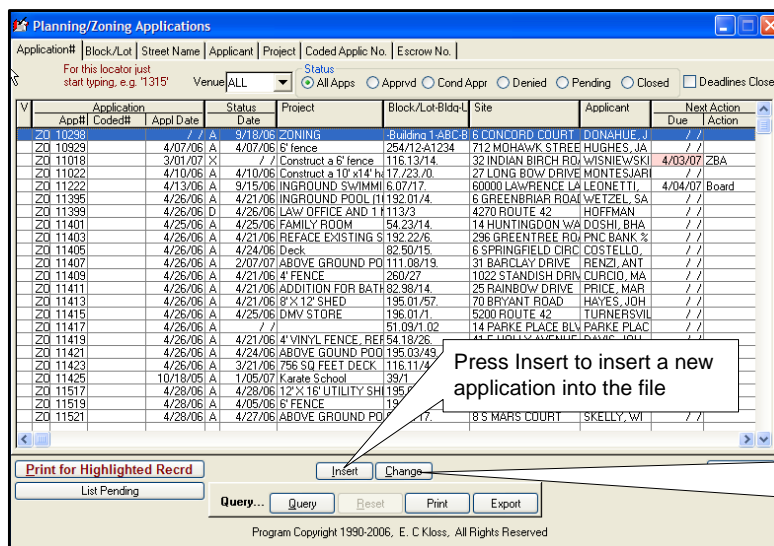 Planning/Zoning Applications
Application# Block/Lot Street Name Applicant Project Coded Applic No. Escrow No.
For this locator just
start typing, e.g. '1315' Venue ALL Status All Apps Apprvd Cond Appr Denied Pending Closed Deadlines Close
V Application Status Project Block/Lot-Bldg-U Site Applicant Next Action
App# Coded# Appl Date Date Due Action
ZO 10298 / / A 9/18/06 ZONING -Building 1-ABC-B 6 CONCORD COURT DONAHUE, J / /
ZO 10929 4/07/06 A 4/07/06 6' fence 254/12-A1234 712 MOHAWK STREE HUGHES, JA / /
ZO 11018 3/01/07 X / / Construct a 6' fence 116.13/14. 32 INDIAN BIRCH RO WISNIEWSKI 4/03/07 ZBA
ZO 11022 4/10/06 A 4/10/06 Construct a 10' x14' h 17./23./0. 27 LONG BOW DRIVE MONTESJARI / /
ZO 11222 4/13/06 A 9/15/06 INGROUND SWIMMI 6.07/17. 60000 LAWRENCE LA LEONETTI, 4/04/07 Board
ZO 11395 4/26/06 A 4/21/06 INGROUND POOL (1 192.01/4. 6 GREENBRIAR ROA WETZEL, SA / /
ZO 11399 4/26/06 D 4/26/06 LAW OFFICE AND 1 113/3 4270 ROUTE 42 HOFFMAN / /
ZO 11401 4/25/06 A 4/25/06 FAMILY ROOM 54.23/14. 14 HUNTINGDON WA DOSHI, BHA / /
ZO 11403 4/26/06 A 4/21/06 REFACE EXISTING S 192.22/6. 296 GREENTREE RO PNC BANK % / /
ZO 11405 4/26/06 A 4/24/06 Deck 82.50/15. 6 SPRINGFIELD CIRC COSTELLO, / /
ZO 11407 4/26/06 A 2/07/07 ABOVE GROUND PO 111.08/19. 31 BARCLAY DRIVE RENZI, ANT / /
ZO 11409 4/26/06 A 4/21/06 4' FENCE 260/27 1022 STANDISH DRIV CURCIO, MA / /
ZO 11411 4/26/06 A 4/21/06 ADDITION FOR BATH 82.98/14. 25 RAINBOW DRIVE PRICE, MAR / /
ZO 11413 4/26/06 A 4/21/06 8' X 12' SHED 195.01/57. 70 BRYANT ROAD HAYES, JOH / /
ZO 11415 4/26/06 A 4/25/06 DMV STORE 196.01/1. 5200 ROUTE 42 TURNERSVIL / /
ZO 11417 4/26/06 A / / 51.09/1.02 14 PARKE PLACE BLV PARKE PLAC / /
ZO 11419 4/26/06 A 4/21/06 4' VINYL FENCE, REF 54.18/26.
ZO 11421 4/26/06 A 4/24/06 ABOVE GOUND POO 195.03/49.
ZO 11423 4/26/06 A 3/21/06 756 SQ FEET DECK 116.11/4
ZO 11425 10/18/05 A 1/05/07 Karate School 39/1
ZO 11517 4/28/06 A 4/28/06 12' X 16' UTILITY SHI
ZO 11519 4/28/06 A 4/05/06 6' FENCE
ZO 11521 4/28/06 A 4/27/06 ABOVE GROUND PO 8 S MARS COURT SKELLY, WI / /
Press Insert to insert a new
application into the file
Print for Highlighted Recrd Insert Change
List Pending
Query... Query Reset Print Export
Program Copyright 1990-2006, E. C Kloss, All Rights Reserved